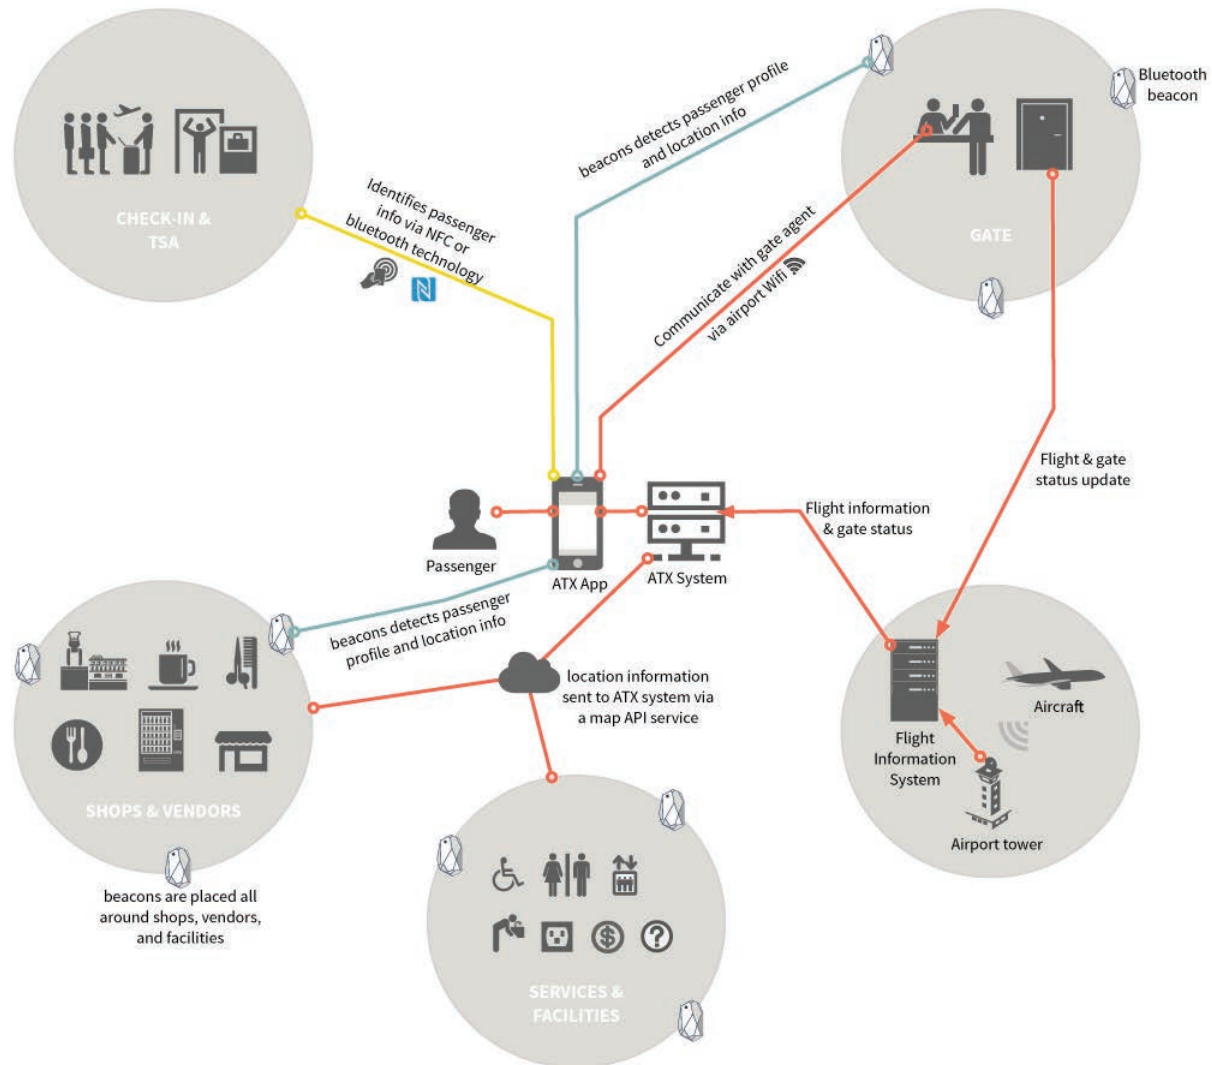 CHECK-IN &
TSA
Identifies passenger
info via NFC or
bluetooth technology
beacons detects passenger profile
and location info
Communicate with gate agent
via airport Wifi
GATE
Bluetooth
beacon
Flight & gate
status update
Passenger
ATX App
ATX System
Flight information
& gate status
beacons detects passenger
profile and location info
location information
sent to ATX system via
a map API service
SHOPS & VENDORS
beacons are placed all
around shops, vendors,
and facilities
SERVICES &
FACILITIES
Flight
Information
System
Aircraft
Airport tower